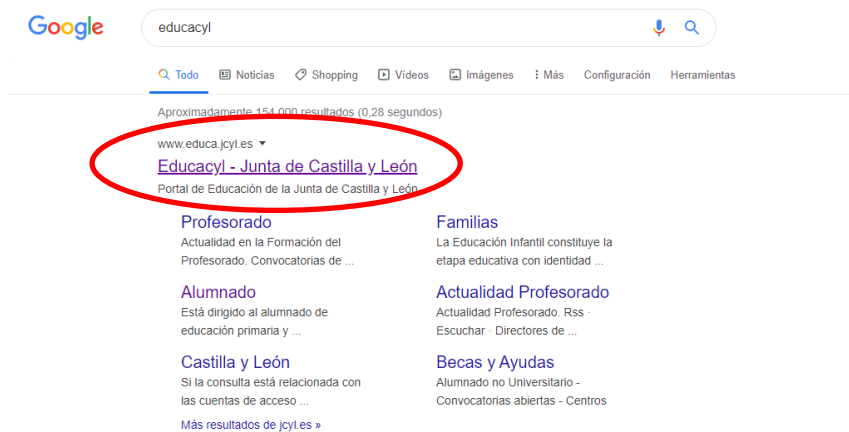 Google
educacyl
Todo Noticias Shopping Vídeos Imágenes Más Configuración Herramientas
Aproximadamente 154.000 resultados (0,28 segundos)
www.educa.jcyl.es
Educacyl - Junta de Castilla y León
Portal de Educación de la Junta de Castilla y León
Profesorado
Actualidad en la Formación del
Profesorado. Convocatorias de ...
Familias
La Educación Infantil constituye la
etapa educativa con identidad ...
Alumnado
Está dirigido al alumnado de
educación primaria y ...
Actualidad Profesorado
Actualidad Profesorado. Rss ·
Escuchar · Directores de ...
Castilla y León
Si la consulta está relacionada con
las cuentas de acceso ...
Becas y Ayudas
Alumnado no Universitario -
Convocatorias abiertas - Centros
Más resultados de jcyl.es »